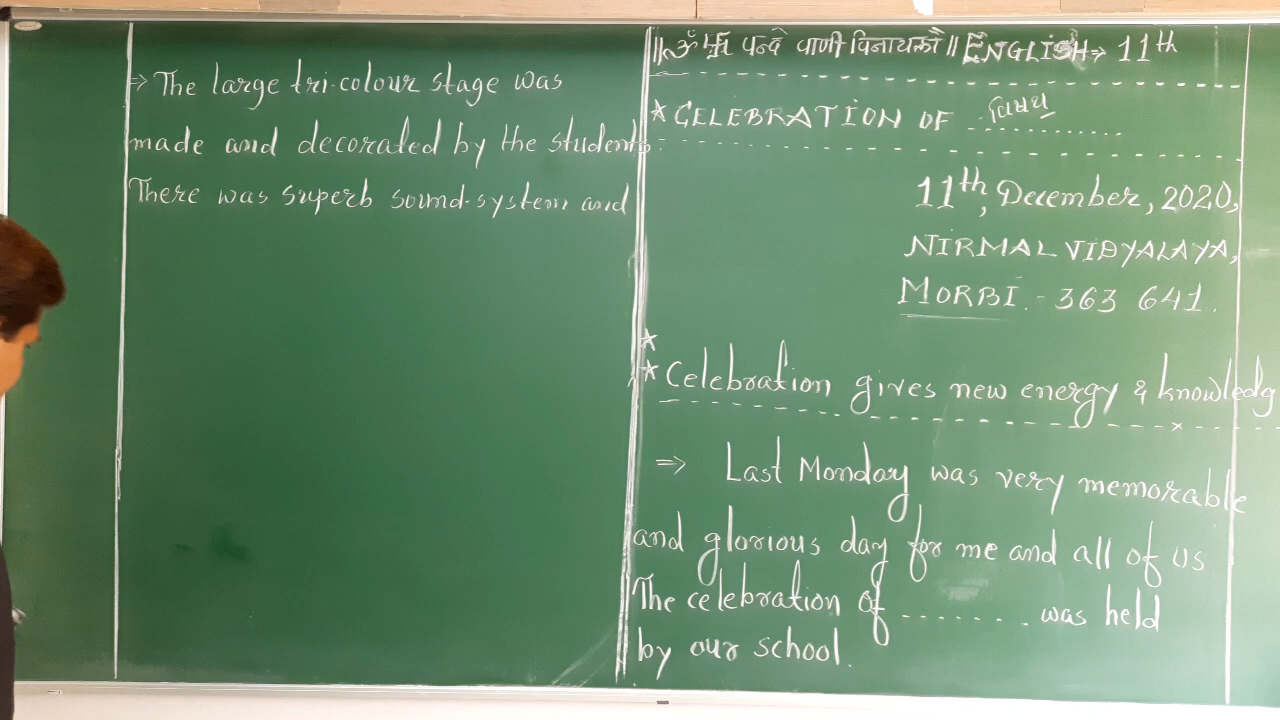 ॥ ॐ 卐 वन्दे वाणी विनायकौ ॥ ENGLISH → 11th
* CELEBRATION OF ............
11th, December, 2020,
NIRMAL VIDYALAYA,
MORBI. - 363 641.
*
* Celebration gives new energy & knowledg
⇒ Last Monday was very memorable
and glorious day for me and all of us
The celebration of ....... was held
by our school.
⇒ The large tri-colour stage was
made and decorated by the students.
There was superb sound-system and